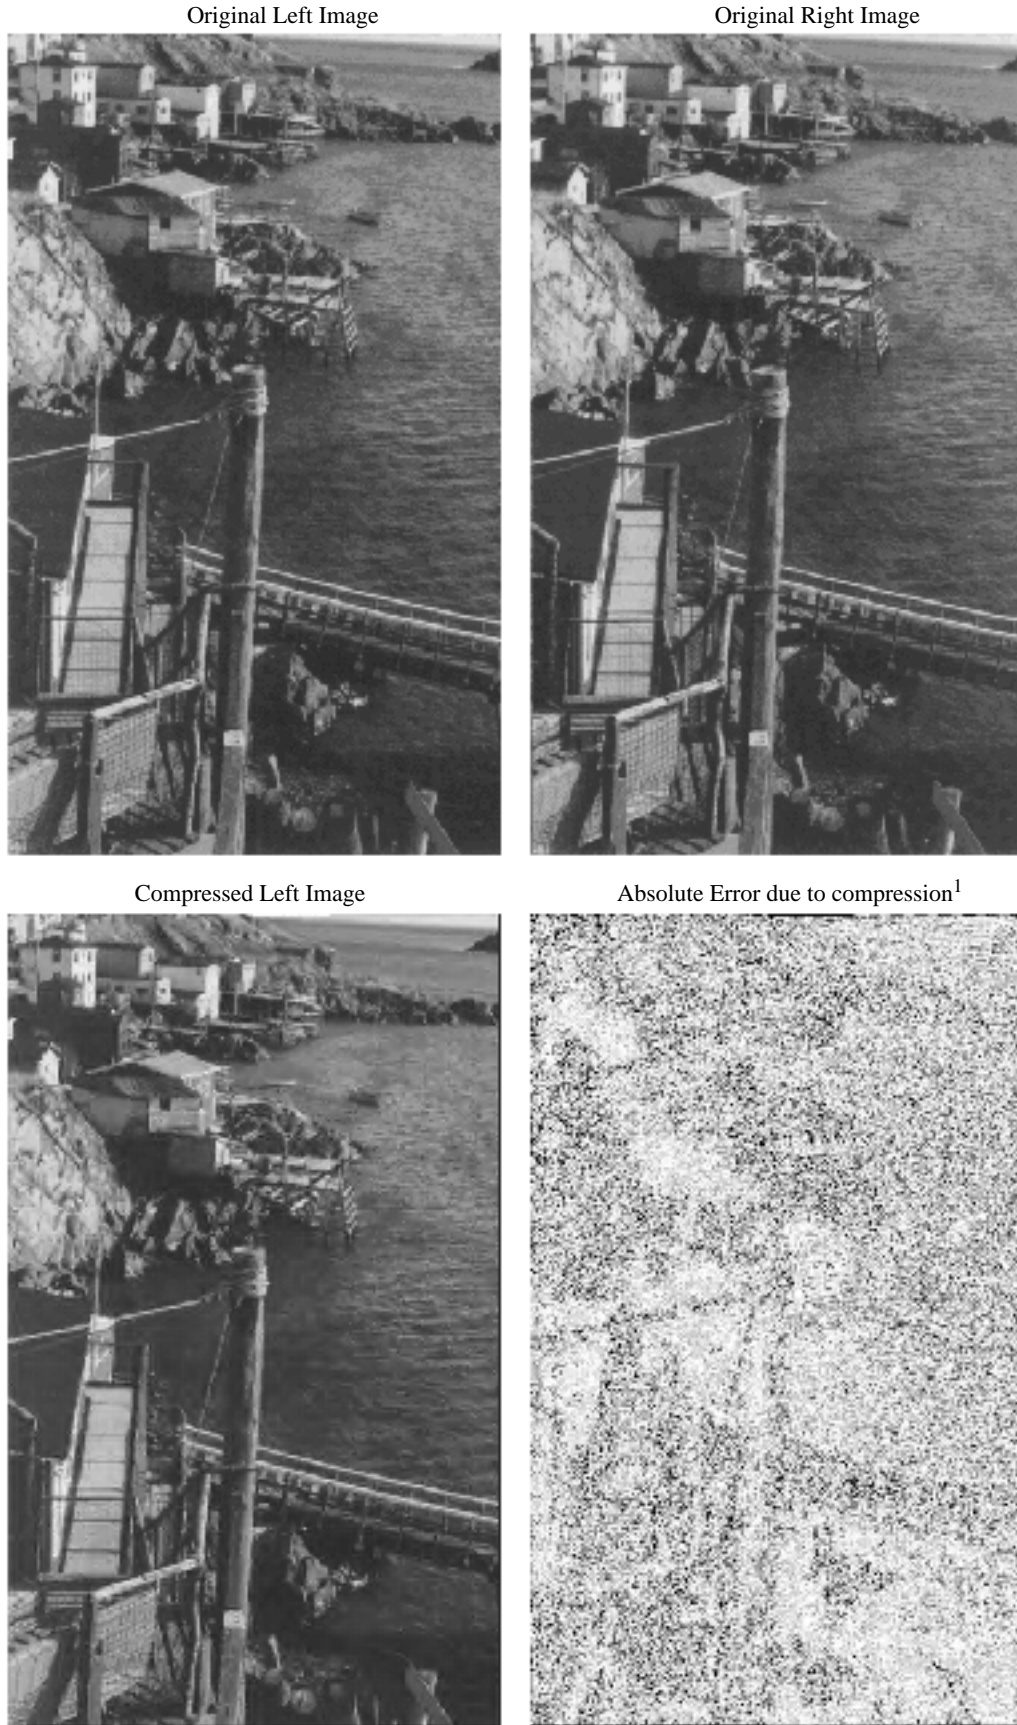 Original Left Image
Original Right Image
Compressed Left Image
Absolute Error due to compression1